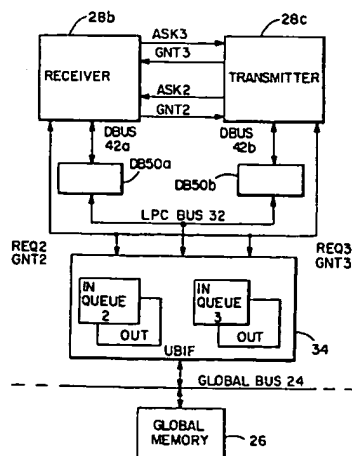 28b
28c
ASK3
GNT3
RECEIVER
TRANSMITTER
ASK2
GNT2
DBUS
42a
DBUS
42b
DB50a
DB50b
LPC BUS 32
REQ2
GNT2
REQ3
GNT3
IN
QUEUE
2
OUT
IN
QUEUE
3
OUT
UBIF
34
GLOBAL BUS 24
GLOBAL
MEMORY
26